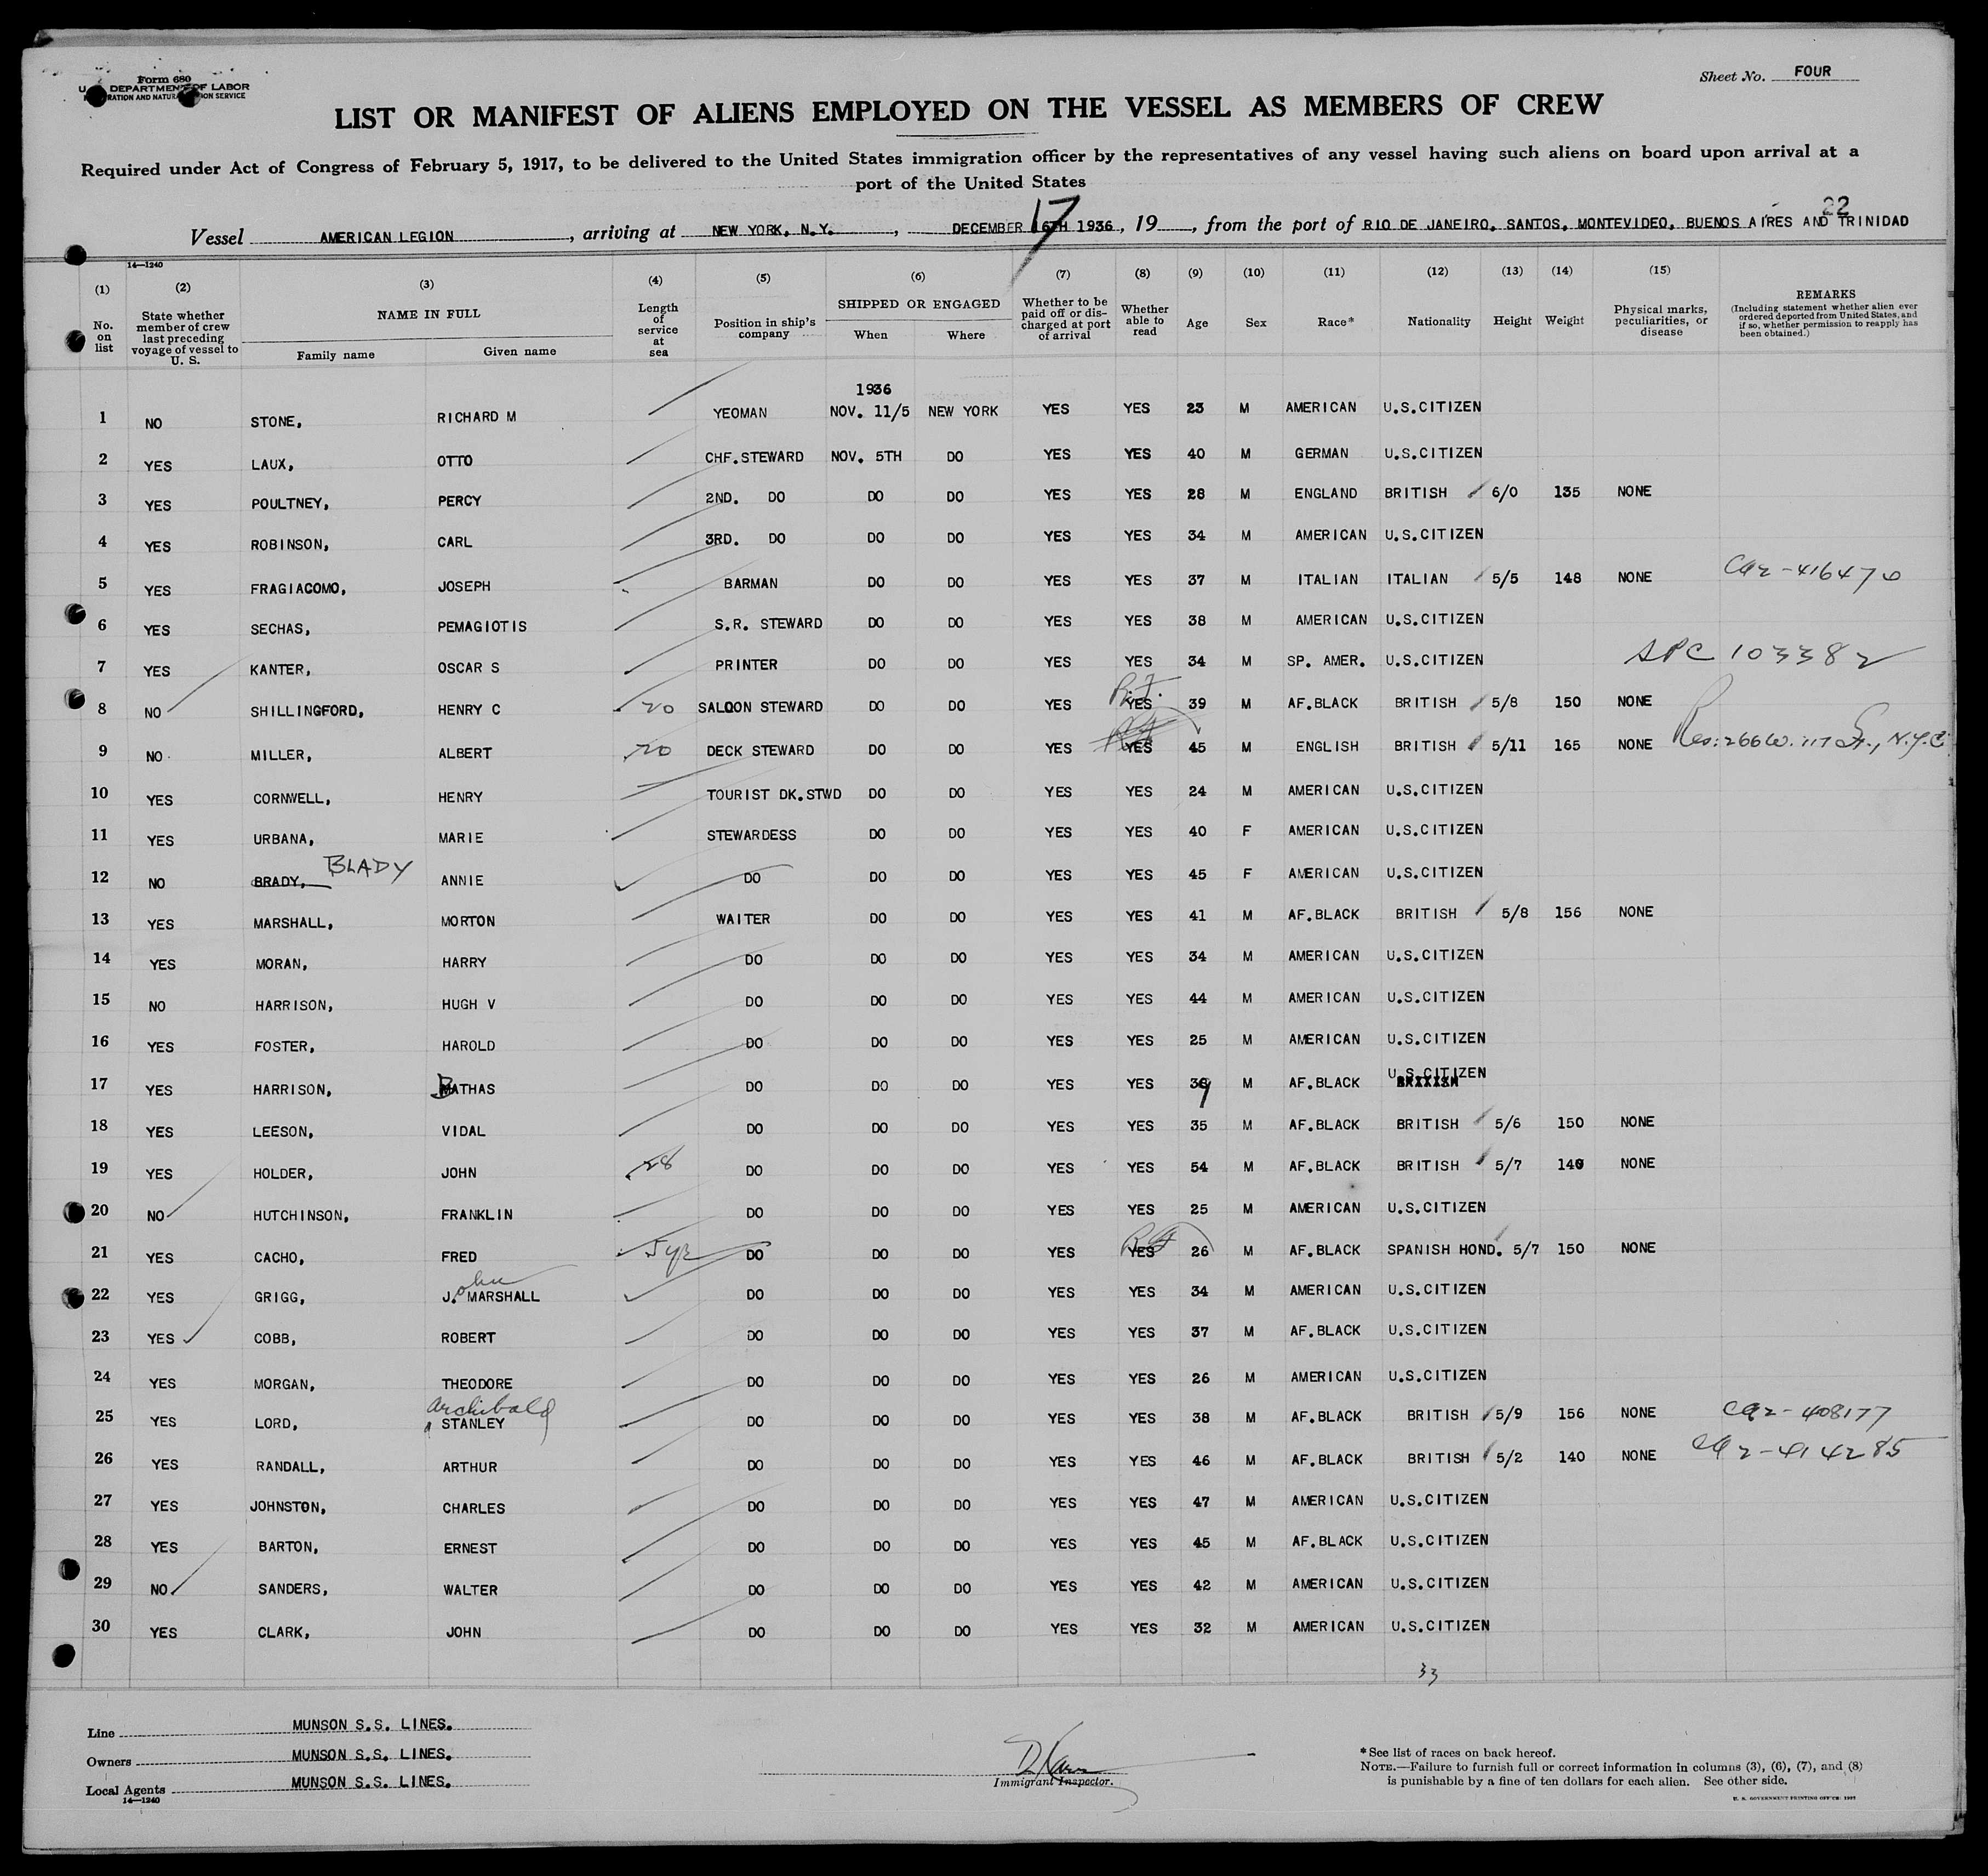 Form 680
U. DEPARTMENT OF LABOR
RATION AND NATUR ION SERVICE
Sheet No. FOUR
LIST OR MANIFEST OF ALIENS EMPLOYED ON THE VESSEL AS MEMBERS OF CREW
Required under Act of Congress of February 5, 1917, to be delivered to the United States immigration officer by the representatives of any vessel having such aliens on board upon arrival at a
port of the United States
22
Vessel AMERICAN LEGION, arriving at NEW YORK, N.Y., DECEMBER 16TH 17 1936, 19, from the port of RIO DE JANEIRO, SANTOS, MONTEVIDEO, BUENOS AIRES AND TRINIDAD
14—1240
(1) No. on list
(2) State whether member of crew last preceding voyage of vessel to U. S.
(3) NAME IN FULL Family name Given name
(4) Length of service at sea
(5) Position in ship's company
(6) SHIPPED OR ENGAGED When Where
(7) Whether to be paid off or discharged at port of arrival
(8) Whether able to read
(9) Age
(10) Sex
(11) Race*
(12) Nationality
(13) Height
(14) Weight
(15) Physical marks, peculiarities, or disease
REMARKS (Including statement whether alien ever ordered deported from United States, and if so, whether permission to reapply has been obtained.)
1936
1 NO STONE, RICHARD M YEOMAN NOV. 11/5 NEW YORK YES YES 23 M AMERICAN U.S.CITIZEN
2 YES LAUX, OTTO CHF.STEWARD NOV. 5TH DO YES YES 40 M GERMAN U.S.CITIZEN
3 YES POULTNEY, PERCY 2ND. DO DO DO YES YES 28 M ENGLAND BRITISH 6/0 135 NONE
4 YES ROBINSON, CARL 3RD. DO DO DO YES YES 34 M AMERICAN U.S.CITIZEN
5 YES FRAGIACOMO, JOSEPH BARMAN DO DO YES YES 37 M ITALIAN ITALIAN 5/5 148 NONE 416470
6 YES SECHAS, PEMAGIOTIS S.R. STEWARD DO DO YES YES 38 M AMERICAN U.S.CITIZEN
7 YES KANTER, OSCAR S PRINTER DO DO YES YES 34 M SP. AMER. U.S.CITIZEN 103382
8 NO SHILLINGFORD, HENRY C 20 SALOON STEWARD DO DO YES YES 39 M AF.BLACK BRITISH 5/8 150 NONE
9 NO MILLER, ALBERT 20 DECK STEWARD DO DO YES YES 45 M ENGLISH BRITISH 5/11 165 NONE Res: 266 W. 117 St., N.Y.C.
10 YES CORNWELL, HENRY TOURIST DK.STWD DO DO YES YES 24 M AMERICAN U.S.CITIZEN
11 YES URBANA, MARIE STEWARDESS DO DO YES YES 40 F AMERICAN U.S.CITIZEN
12 NO BRADY, BLADY ANNIE DO DO DO YES YES 45 F AMERICAN U.S.CITIZEN
13 YES MARSHALL, MORTON WAITER DO DO YES YES 41 M AF.BLACK BRITISH 5/8 156 NONE
14 YES MORAN, HARRY DO DO DO YES YES 34 M AMERICAN U.S.CITIZEN
15 NO HARRISON, HUGH V DO DO DO YES YES 44 M AMERICAN U.S.CITIZEN
16 YES FOSTER, HAROLD DO DO DO YES YES 25 M AMERICAN U.S.CITIZEN
17 YES HARRISON, BATHAS DO DO DO YES YES 39 M AF.BLACK U.S.CITIZEN
18 YES LEESON, VIDAL DO DO DO YES YES 35 M AF.BLACK BRITISH 5/6 150 NONE
19 YES HOLDER, JOHN 28 DO DO DO YES YES 54 M AF.BLACK BRITISH 5/7 140 NONE
20 NO HUTCHINSON, FRANKLIN DO DO DO YES YES 25 M AMERICAN U.S.CITIZEN
21 YES CACHO, FRED 5 yr DO DO DO YES YES 26 M AF.BLACK SPANISH HOND. 5/7 150 NONE
22 YES GRIGG, J. John MARSHALL DO DO DO YES YES 34 M AMERICAN U.S.CITIZEN
23 YES COBB, ROBERT DO DO DO YES YES 37 M AF.BLACK U.S.CITIZEN
24 YES MORGAN, THEODORE DO DO DO YES YES 26 M AMERICAN U.S.CITIZEN
25 YES LORD, Archibald STANLEY DO DO DO YES YES 38 M AF.BLACK BRITISH 5/9 156 NONE 408177
26 YES RANDALL, ARTHUR DO DO DO YES YES 46 M AF.BLACK BRITISH 5/2 140 NONE 414285
27 YES JOHNSTON, CHARLES DO DO DO YES YES 47 M AMERICAN U.S.CITIZEN
28 YES BARTON, ERNEST DO DO DO YES YES 45 M AF.BLACK U.S.CITIZEN
29 NO SANDERS, WALTER DO DO DO YES YES 42 M AMERICAN U.S.CITIZEN
30 YES CLARK, JOHN DO DO DO YES YES 32 M AMERICAN U.S.CITIZEN
33
Line MUNSON S.S. LINES.
Owners MUNSON S.S. LINES.
Local Agents MUNSON S.S. LINES.
14—1240
Immigrant Inspector.
*See list of races on back hereof.
NOTE.—Failure to furnish full or correct information in columns (3), (6), (7), and (8)
is punishable by a fine of ten dollars for each alien. See other side.
U. S. GOVERNMENT PRINTING OFFICE: